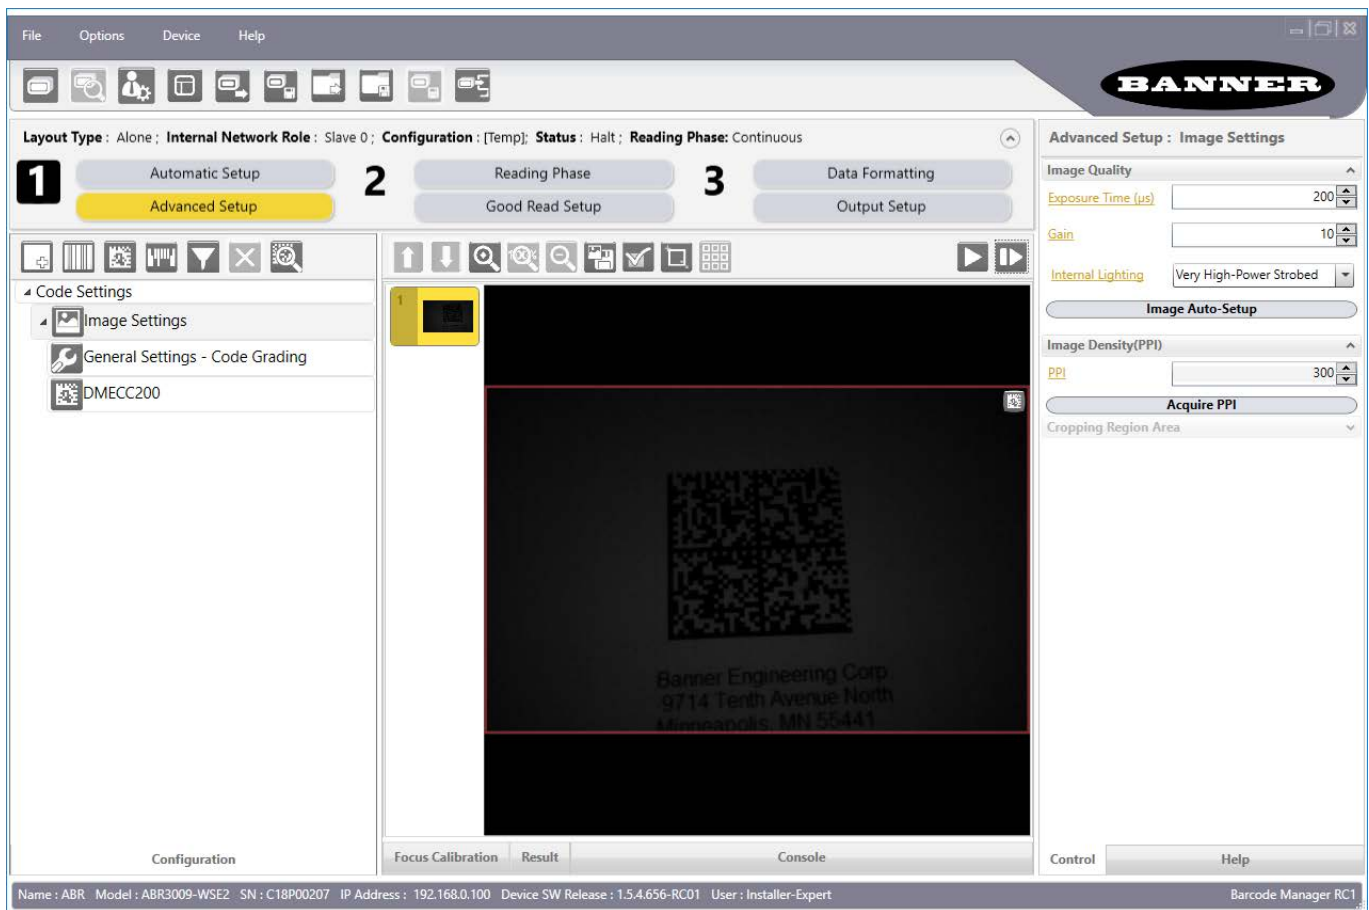 File Options Device Help
BANNER
Layout Type : Alone ; Internal Network Role : Slave 0 ; Configuration : [Temp]; Status : Halt ; Reading Phase: Continuous
1 Automatic Setup 2 Reading Phase 3 Data Formatting
Advanced Setup Good Read Setup Output Setup
Code Settings
Image Settings
General Settings - Code Grading
DMECC200
1
Banner Engineering Corp.
9714 Tenth Avenue North
Minneapolis, MN 55441
Configuration
Focus Calibration Result Console
Advanced Setup : Image Settings
Image Quality
Exposure Time (µs) 200
Gain 10
Internal Lighting Very High-Power Strobed
Image Auto-Setup
Image Density(PPI)
PPI 300
Acquire PPI
Cropping Region Area
Control Help
Name : ABR Model : ABR3009-WSE2 SN : C18P00207 IP Address : 192.168.0.100 Device SW Release : 1.5.4.656-RC01 User : Installer-Expert Barcode Manager RC1